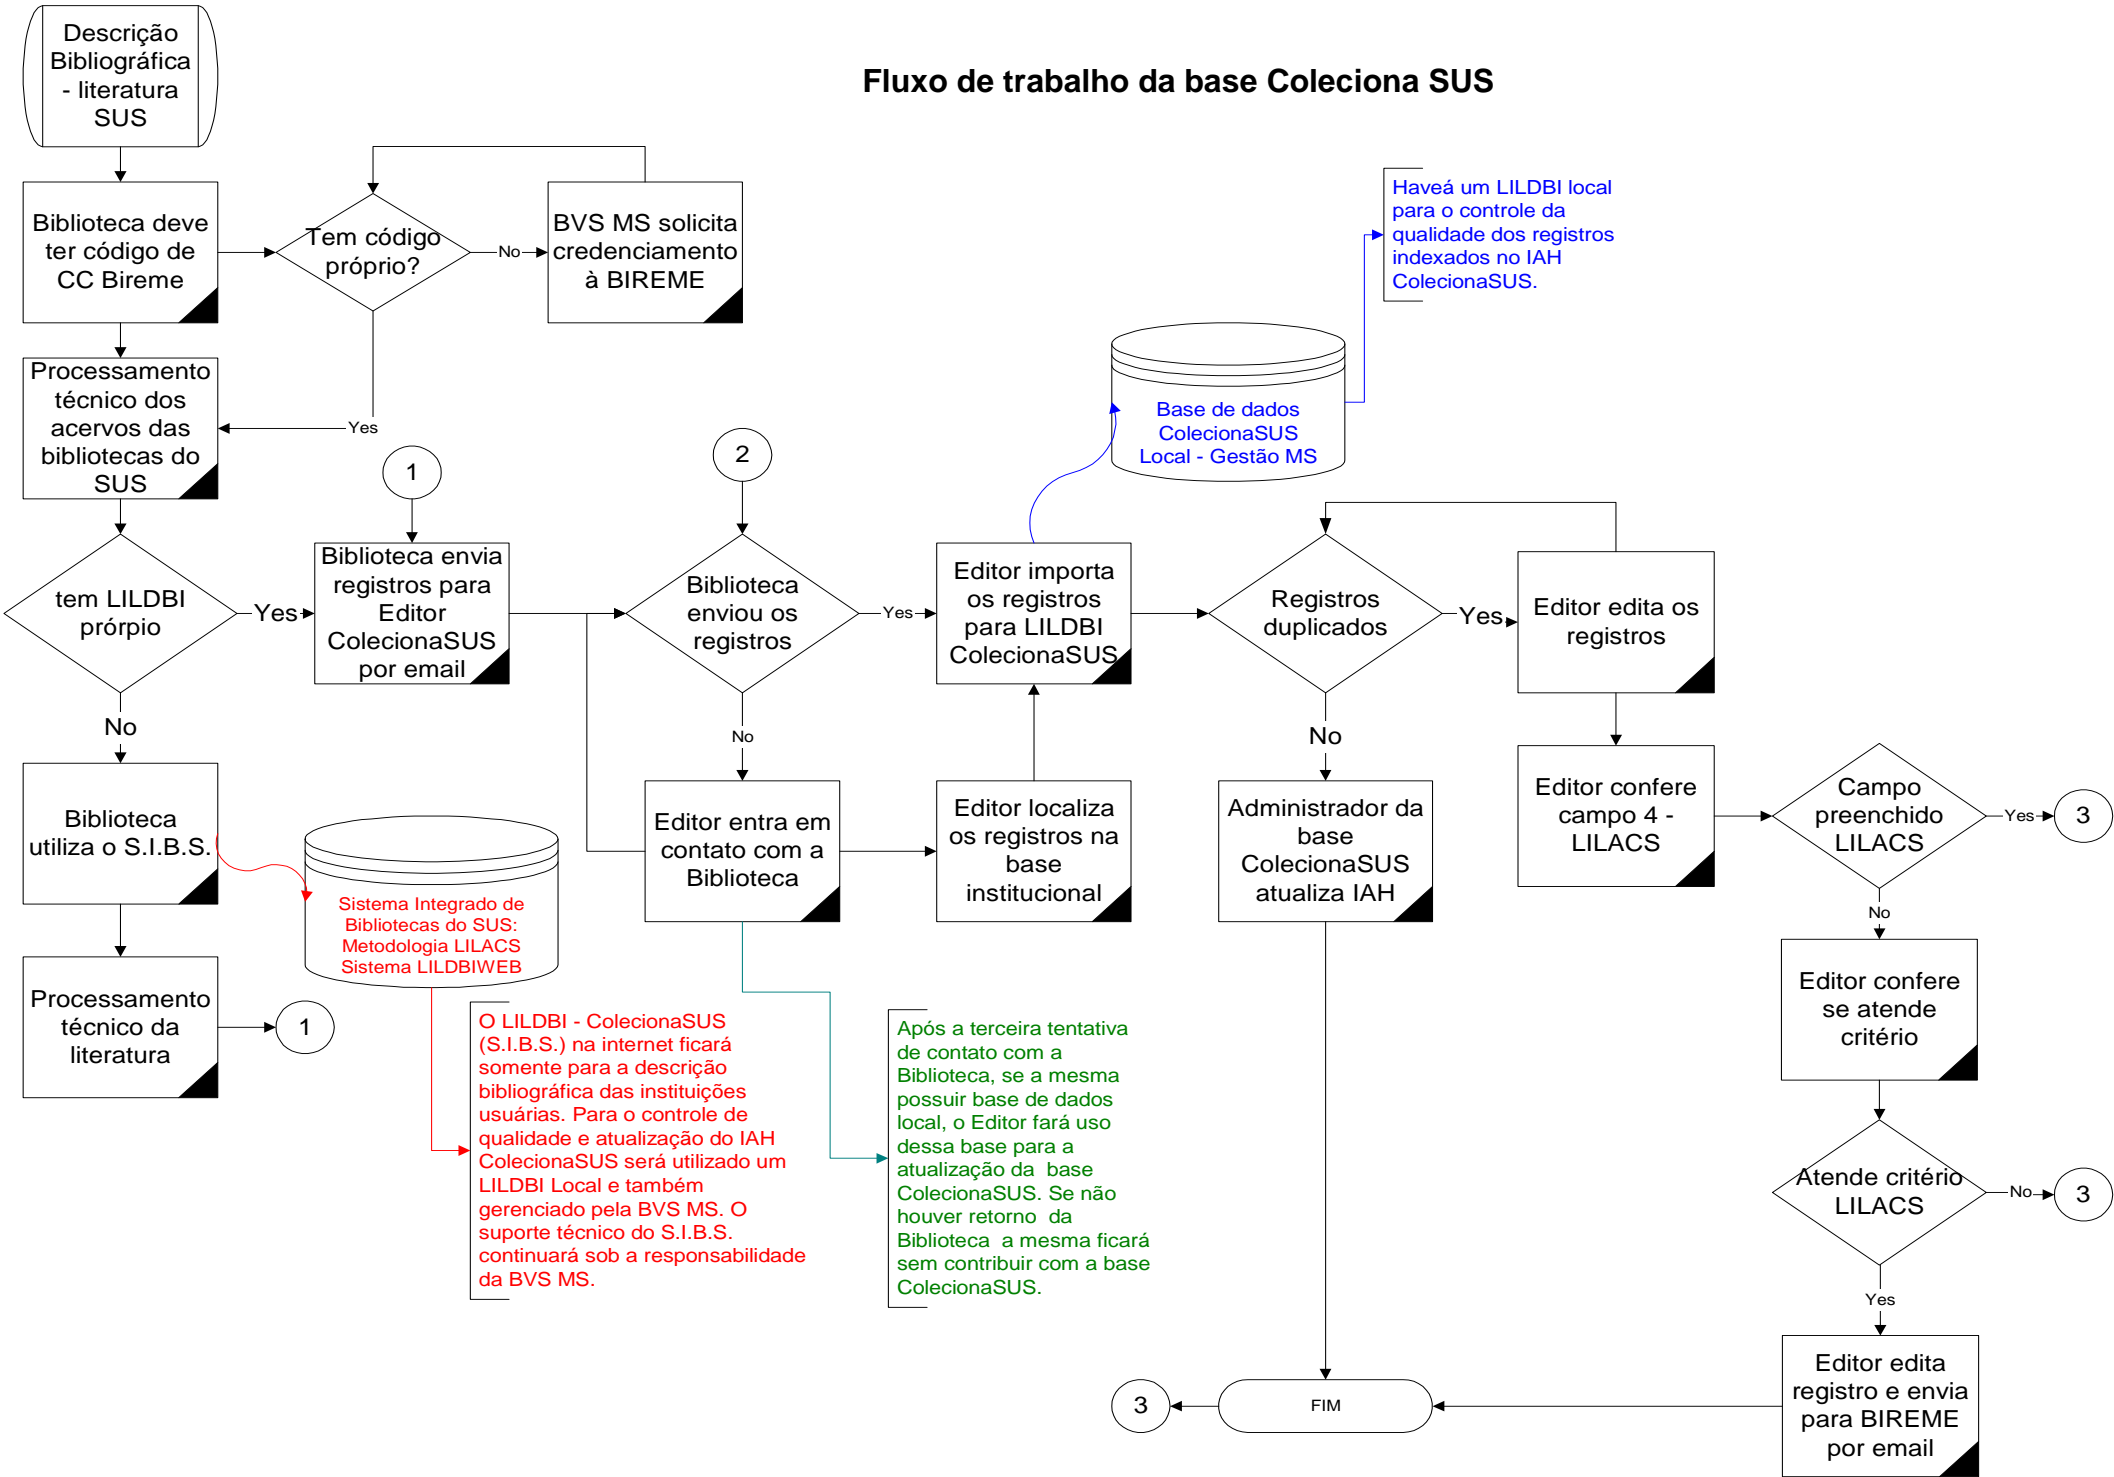 Fluxo de trabalho da base Coleciona SUS
Descrição
Bibliográfica
- literatura
SUS
Biblioteca deve
ter código de
CC Bireme
Tem código
próprio?
No
BVS MS solicita
credenciamento
à BIREME
Yes
Processamento
técnico dos
acervos das
bibliotecas do
SUS
tem LILDBI
prórpio
Yes
No
1
Biblioteca envia
registros para
Editor
ColecionaSUS
por email
2
Biblioteca
enviou os
registros
Yes
No
Editor importa
os registros
para LILDBI
ColecionaSUS
Base de dados
ColecionaSUS
Local - Gestão MS
Haveá um LILDBI local
para o controle da
qualidade dos registros
indexados no IAH
ColecionaSUS.
Registros
duplicados
Yes
No
Editor edita os
registros
Biblioteca
utiliza o S.I.B.S.
Sistema Integrado de
Bibliotecas do SUS:
Metodologia LILACS
Sistema LILDBIWEB
Editor entra em
contato com a
Biblioteca
Editor localiza
os registros na
base
institucional
Administrador da
base
ColecionaSUS
atualiza IAH
Editor confere
campo 4 -
LILACS
Campo
preenchido
LILACS
Yes
3
No
Processamento
técnico da
literatura
1
O LILDBI - ColecionaSUS
(S.I.B.S.) na internet ficará
somente para a descrição
bibliográfica das instituições
usuárias. Para o controle de
qualidade e atualização do IAH
ColecionaSUS será utilizado um
LILDBI Local e também
gerenciado pela BVS MS. O
suporte técnico do S.I.B.S.
continuará sob a responsabilidade
da BVS MS.
Após a terceira tentativa
de contato com a
Biblioteca, se a mesma
possuir base de dados
local, o Editor fará uso
dessa base para a
atualização da base
ColecionaSUS. Se não
houver retorno da
Biblioteca a mesma ficará
sem contribuir com a base
ColecionaSUS.
Editor confere
se atende
critério
Atende critério
LILACS
No
3
Yes
Editor edita
registro e envia
para BIREME
por email
FIM
3